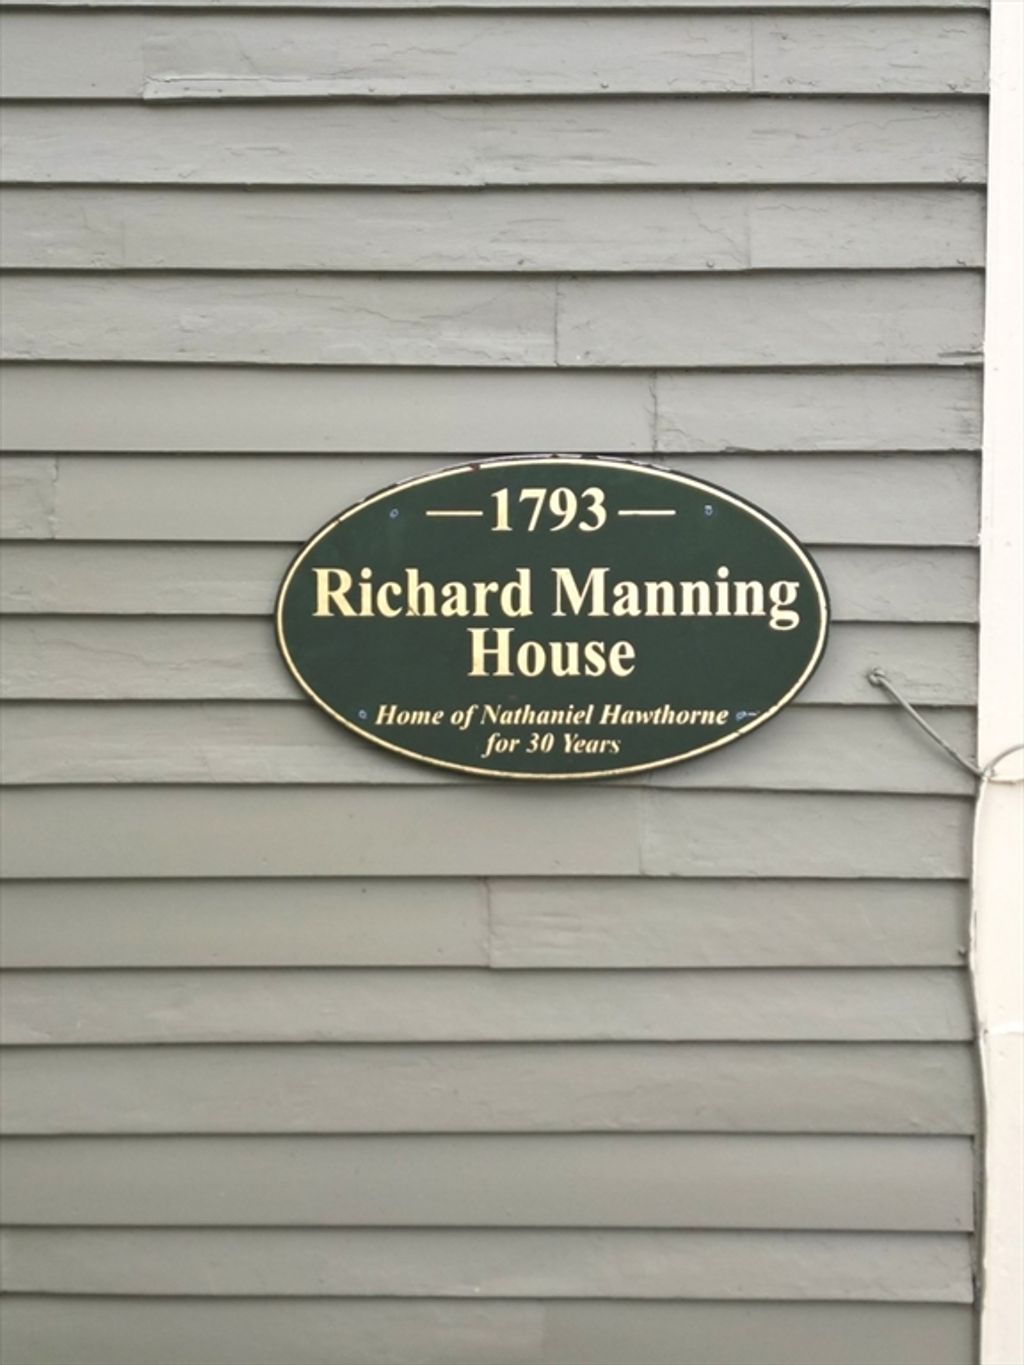 —1793—
Richard Manning
House
Home of Nathaniel Hawthorne
for 30 Years